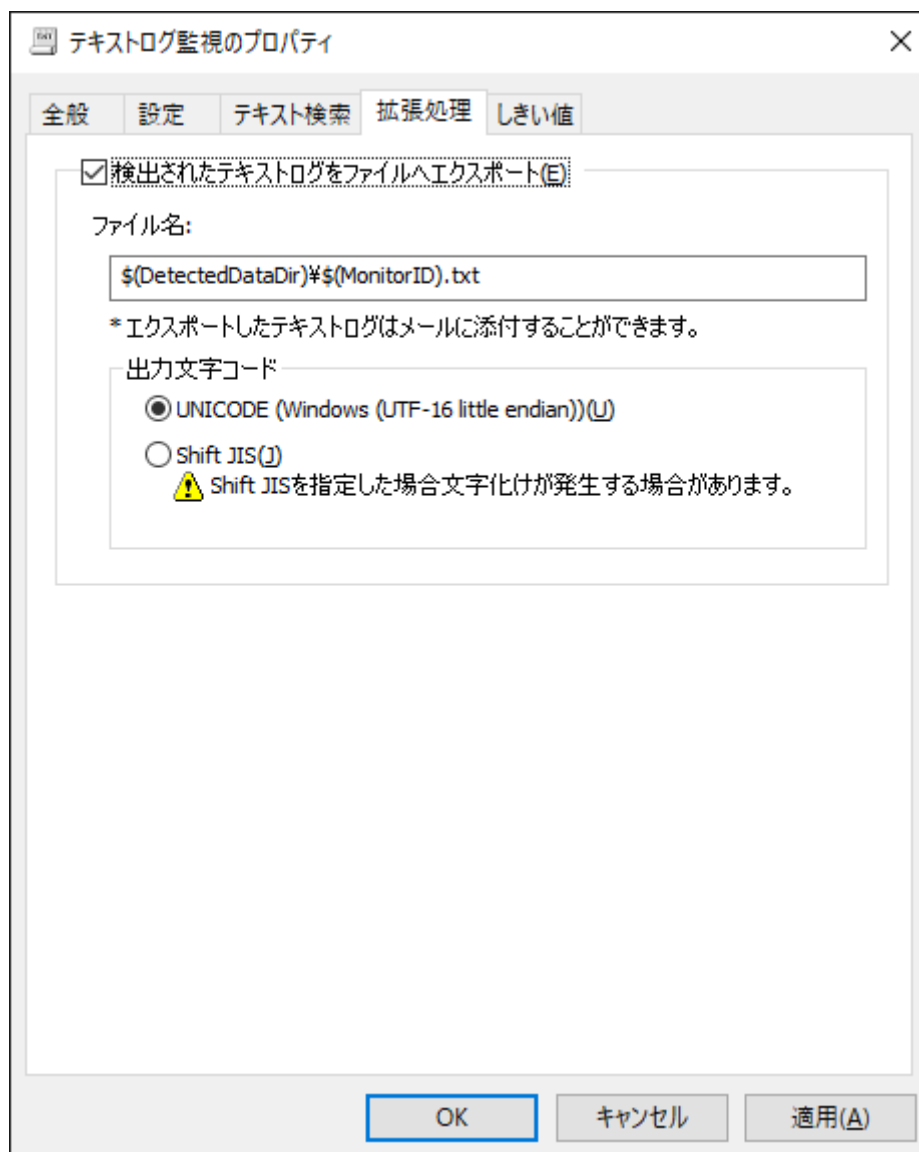 テキストログ監視のプロパティ
全般 設定 テキスト検索 拡張処理 しきい値
検出されたテキストログをファイルへエクスポート(E)
ファイル名:
$(DetectedDataDir)¥$(MonitorID).txt
*エクスポートしたテキストログはメールに添付することができます。
出力文字コード
UNICODE (Windows (UTF-16 little endian))(U)
Shift JIS(J)
Shift JISを指定した場合文字化けが発生する場合があります。
OK キャンセル 適用(A)